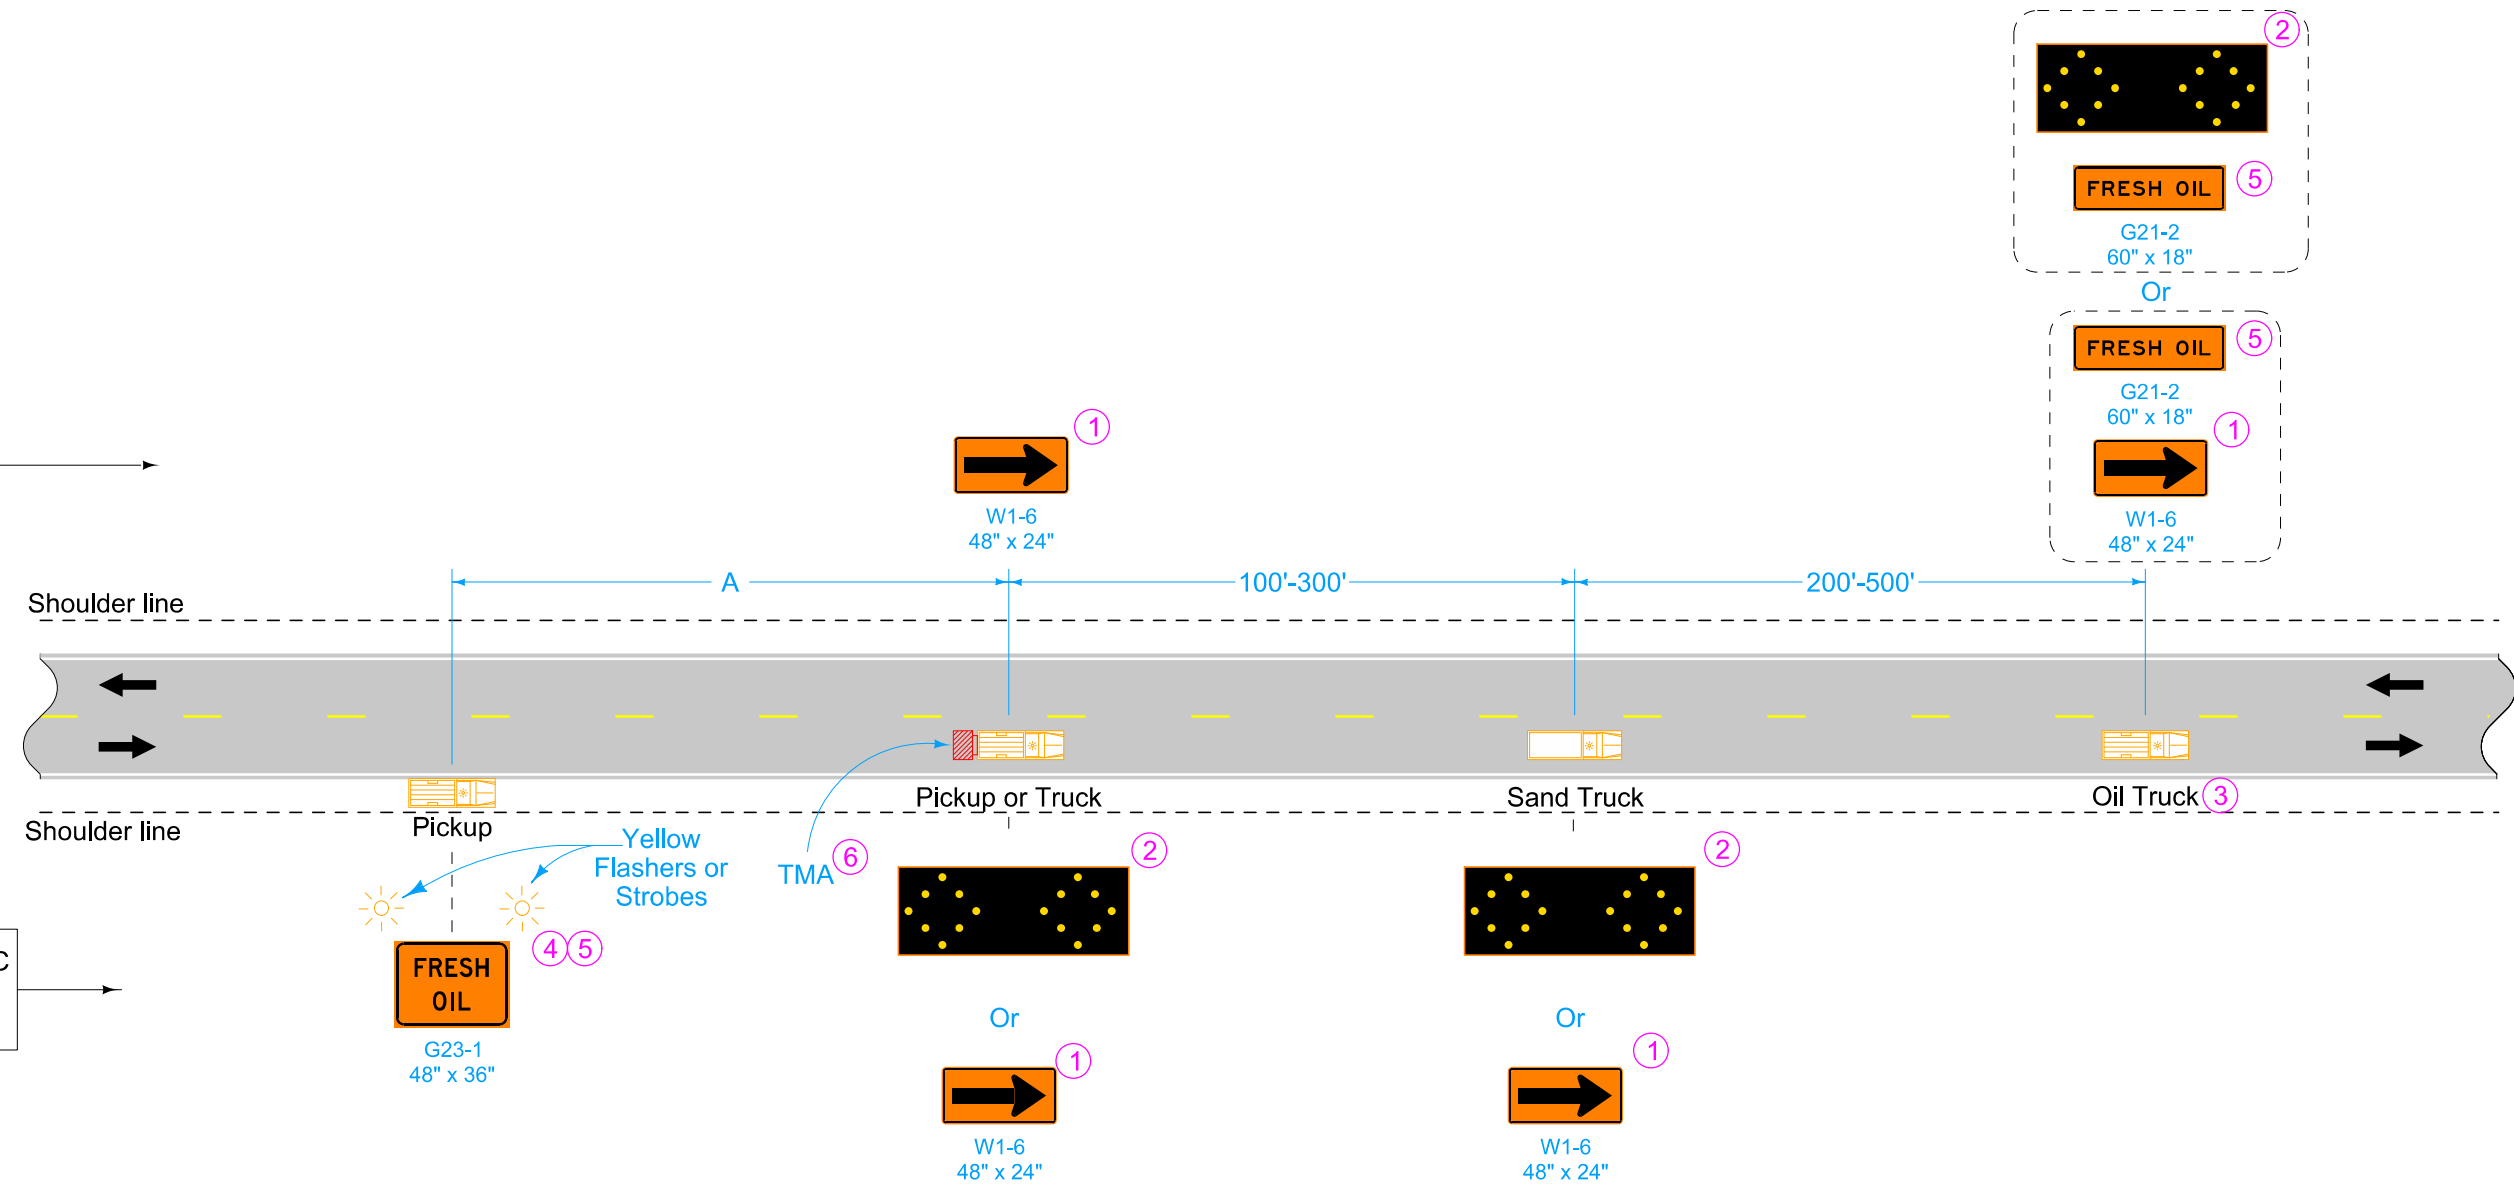 2
FRESH OIL
5
G21-2
60" x 18"
Or
FRESH OIL
5
G21-2
60" x 18"
1
W1-6
48" x 24"
1
W1-6
48" x 24"
A
100'-300'
200'-500'
Shoulder line
Shoulder line
Pickup
Pickup or Truck
Sand Truck
Oil Truck 3
Yellow
Flashers or
Strobes
TMA 6
2
2
4 5
FRESH
OIL
G23-1
48" x 36"
Or
1
W1-6
48" x 24"
Or
1
W1-6
48" x 24"
C